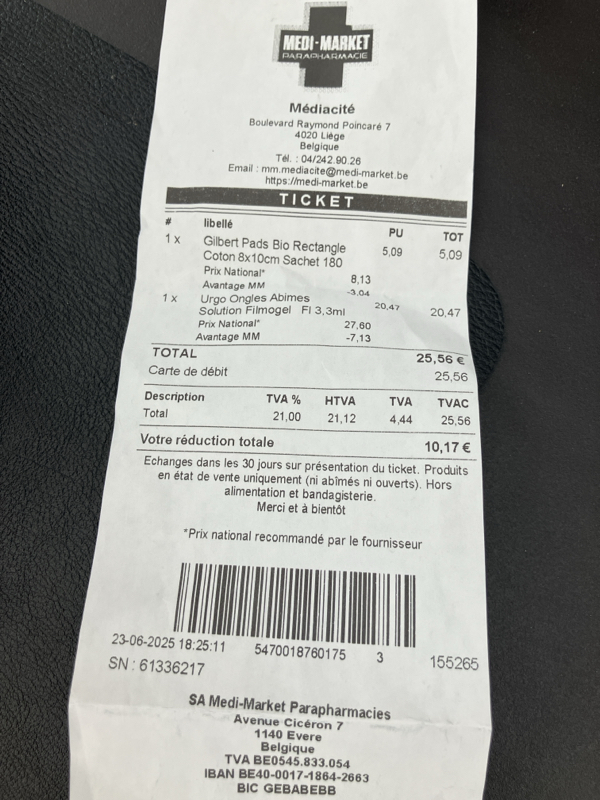 MEDI-MARKET
PARAPHARMACIE
Médiacité
Boulevard Raymond Poincaré 7
4020 Liège
Belgique
Tél. : 04/242.90.26
Email : mm.mediacite@medi-market.be
https://medi-market.be
TICKET
# libellé PU TOT
1 x Gilbert Pads Bio Rectangle 5,09 5,09
Coton 8x10cm Sachet 180
Prix National* 8,13
Avantage MM -3,04
1 x Urgo Ongles Abimes 20,47 20,47
Solution Filmogel Fl 3,3ml
Prix National* 27,60
Avantage MM -7,13
TOTAL 25,56 €
Carte de débit 25,56
Description TVA % HTVA TVA TVAC
Total 21,00 21,12 4,44 25,56
Votre réduction totale 10,17 €
Echanges dans les 30 jours sur présentation du ticket. Produits
en état de vente uniquement (ni abîmés ni ouverts). Hors
alimentation et bandagisterie.
Merci et à bientôt
*Prix national recommandé par le fournisseur
23-06-2025 18:25:11 5470018760175 3 155265
SN : 61336217
SA Medi-Market Parapharmacies
Avenue Cicéron 7
1140 Evere
Belgique
TVA BE0545.833.054
IBAN BE40-0017-1864-2663
BIC GEBABEBB